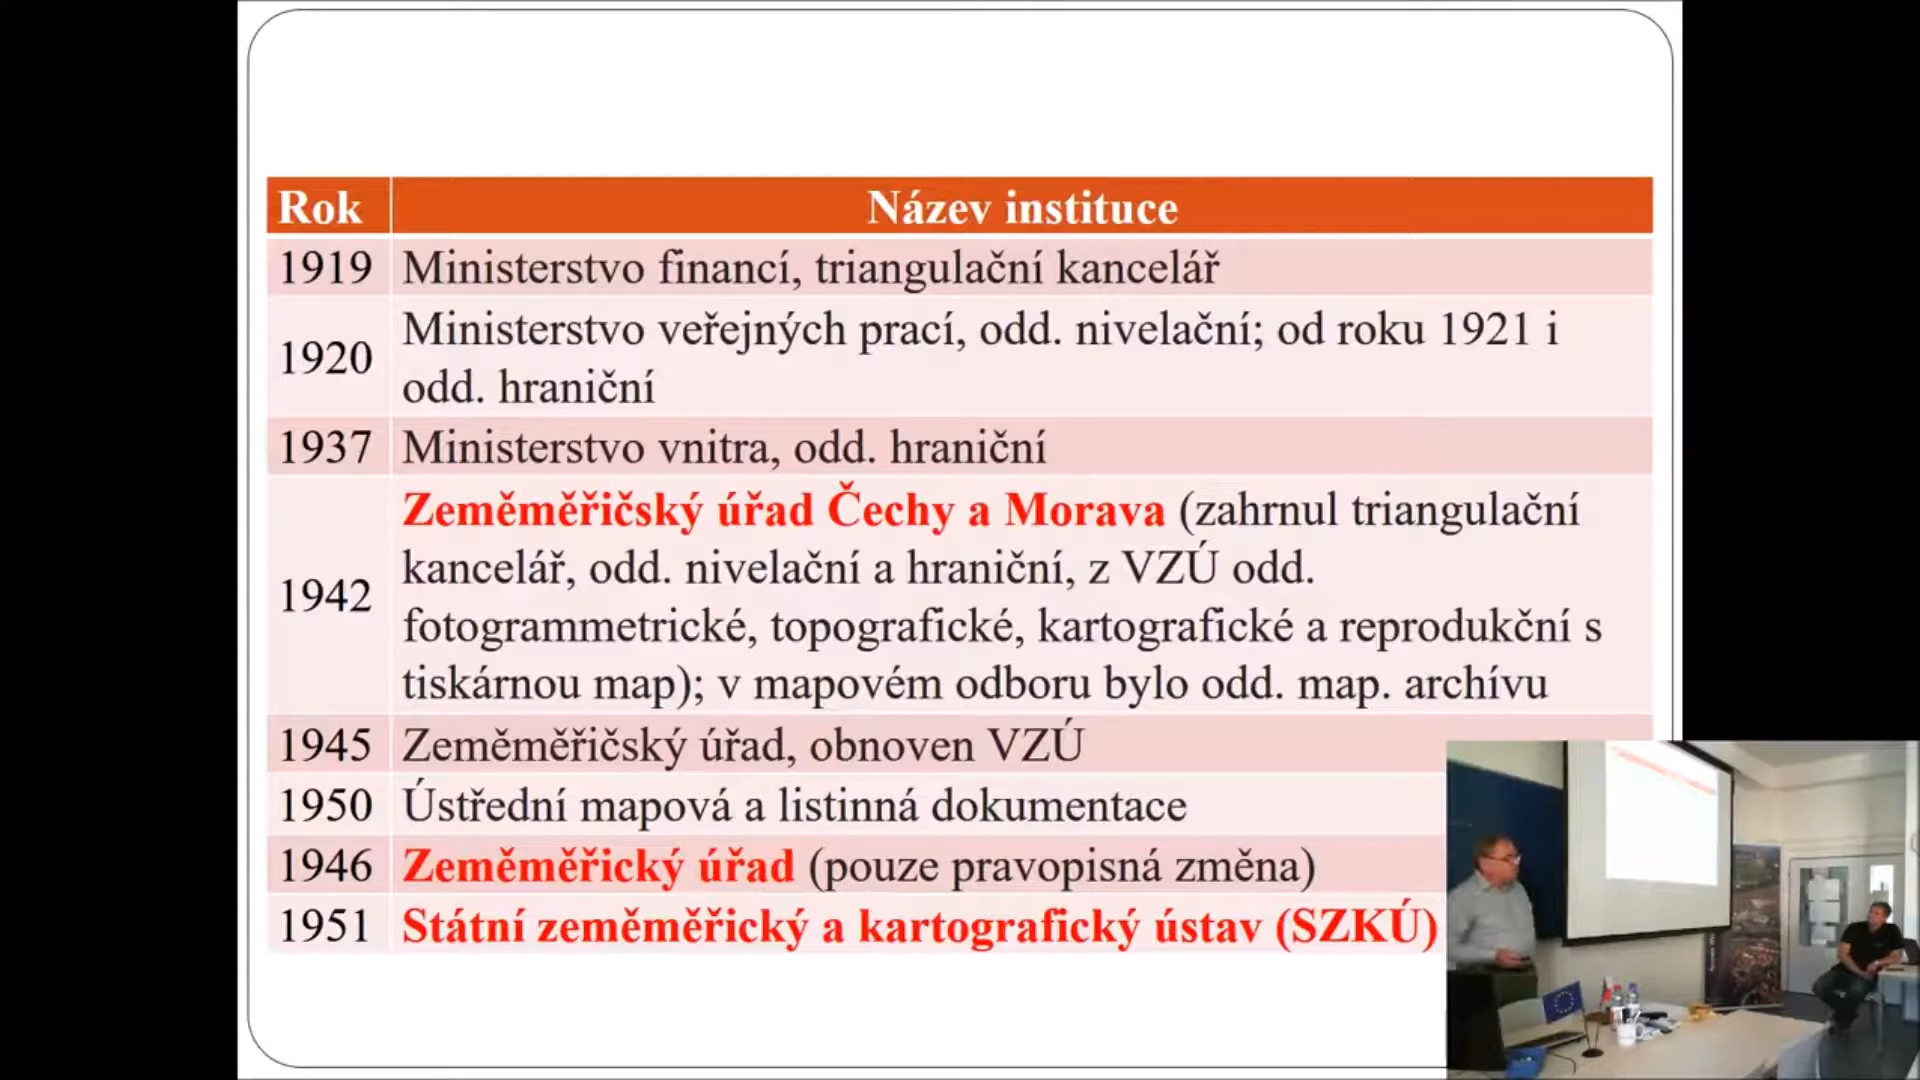 Rok Název instituce
1919 Ministerstvo financí, triangulační kancelář
1920 Ministerstvo veřejných prací, odd. nivelační; od roku 1921 i
odd. hraniční
1937 Ministerstvo vnitra, odd. hraniční
1942 Zeměměřičský úřad Čechy a Morava (zahrnul triangulační
kancelář, odd. nivelační a hraniční, z VZÚ odd.
fotogrammetrické, topografické, kartografické a reprodukční s
tiskárnou map); v mapovém odboru bylo odd. map. archívu
1945 Zeměměřičský úřad, obnoven VZÚ
1950 Ústřední mapová a listinná dokumentace
1946 Zeměměřický úřad (pouze pravopisná změna)
1951 Státní zeměměřický a kartografický ústav (SZKÚ)